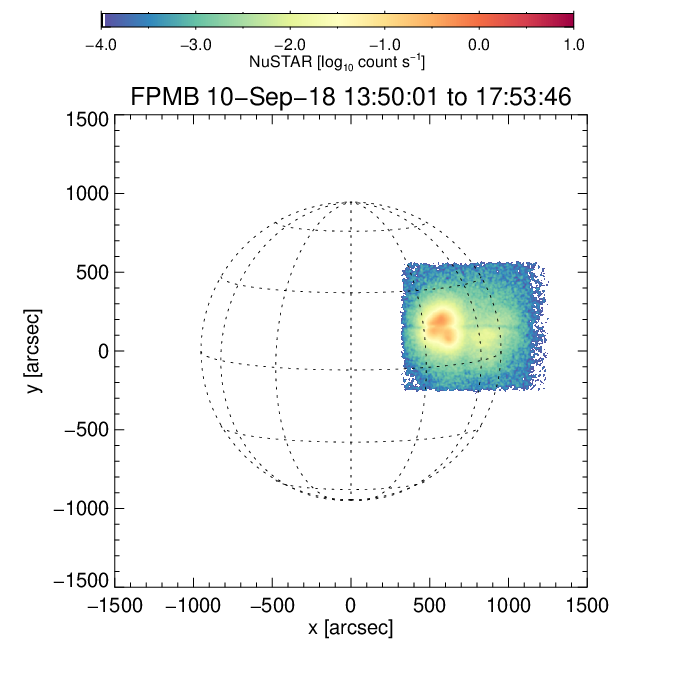 −4.0 −3.0 −2.0 −1.0 0.0 1.0
NuSTAR [log₁₀ count s⁻¹]
FPMB 10−Sep−18 13:50:01 to 17:53:46
1500
1000
500
0
−500
−1000
−1500
y [arcsec]
−1500 −1000 −500 0 500 1000 1500
x [arcsec]